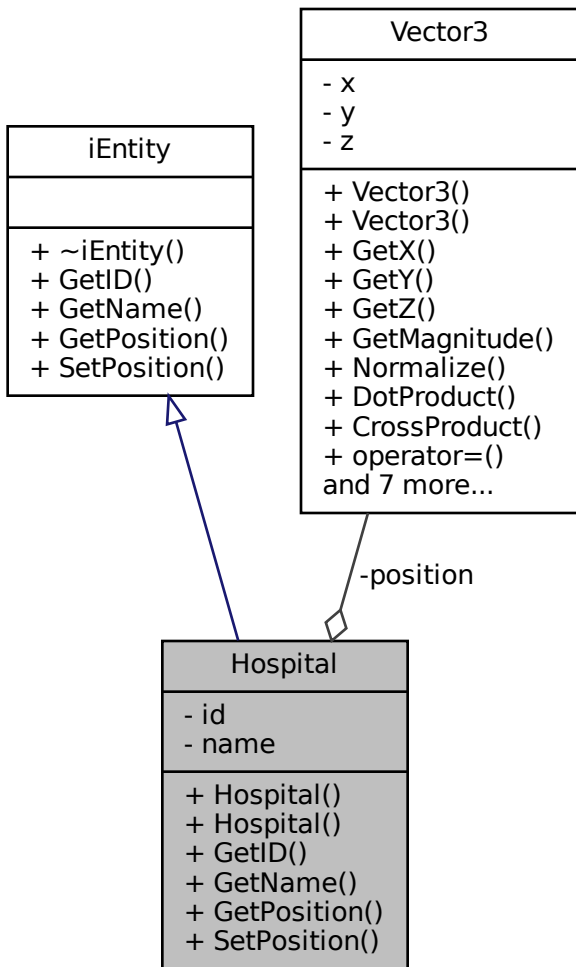 Vector3
- x
- y
- z
+ Vector3()
+ Vector3()
+ GetX()
+ GetY()
+ GetZ()
+ GetMagnitude()
+ Normalize()
+ DotProduct()
+ CrossProduct()
+ operator=()
and 7 more...
iEntity
+ ~iEntity()
+ GetID()
+ GetName()
+ GetPosition()
+ SetPosition()
-position
Hospital
- id
- name
+ Hospital()
+ Hospital()
+ GetID()
+ GetName()
+ GetPosition()
+ SetPosition()